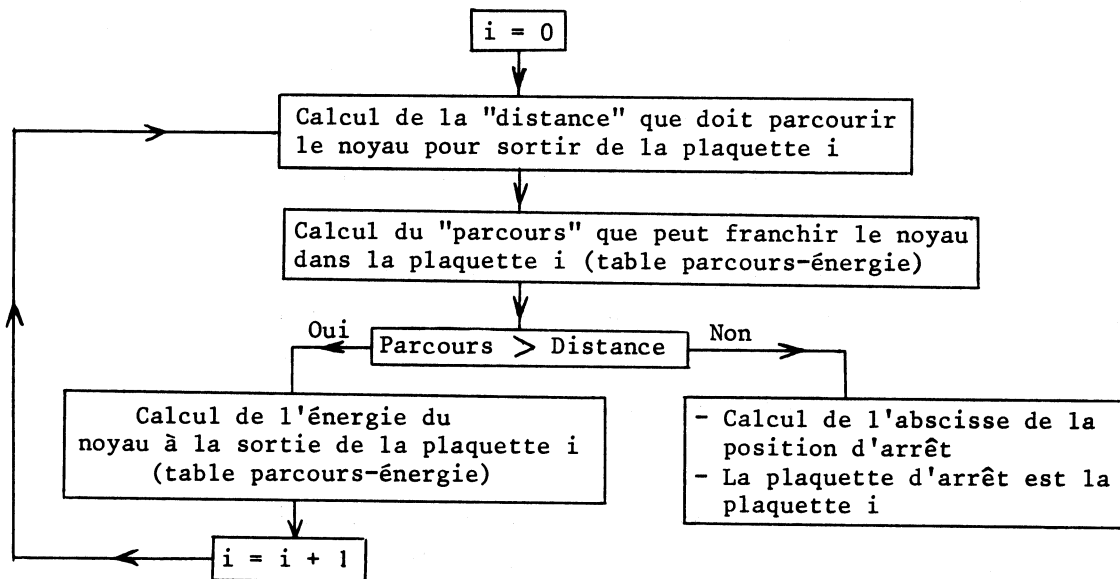 i = 0
Calcul de la "distance" que doit parcourir
le noyau pour sortir de la plaquette i
Calcul du "parcours" que peut franchir le noyau
dans la plaquette i (table parcours-énergie)
Oui
Parcours > Distance
Non
Calcul de l'énergie du
noyau à la sortie de la plaquette i
(table parcours-énergie)
- Calcul de l'abscisse de la
position d'arrêt
- La plaquette d'arrêt est la
plaquette i
i = i + 1